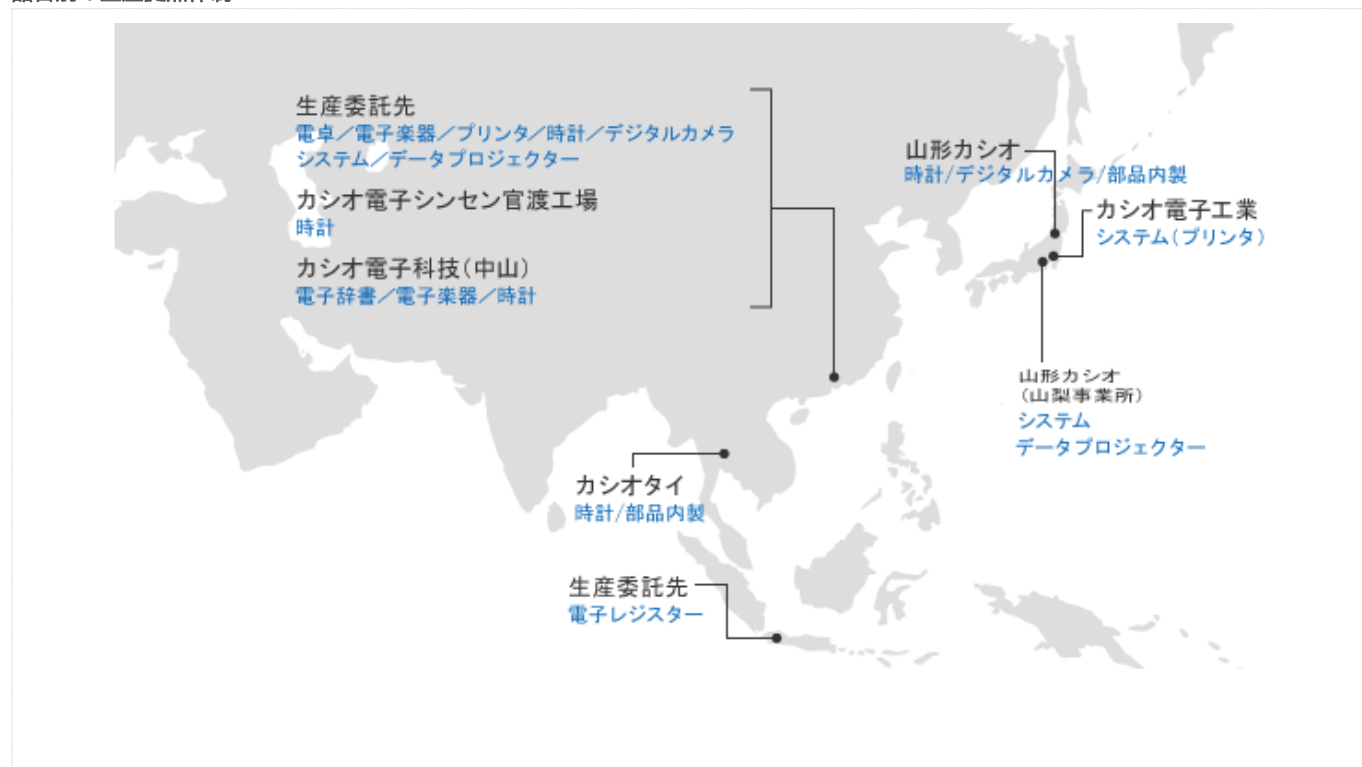 生産委託先
電卓／電子楽器／プリンタ／時計／デジタルカメラ
システム／データプロジェクター
カシオ電子シンセン官渡工場
時計
カシオ電子科技（中山）
電子辞書／電子楽器／時計
山形カシオ
時計/デジタルカメラ/部品内製
カシオ電子工業
システム（プリンタ）
山形カシオ
（山梨事業所）
システム
データプロジェクター
カシオタイ
時計/部品内製
生産委託先
電子レジスター